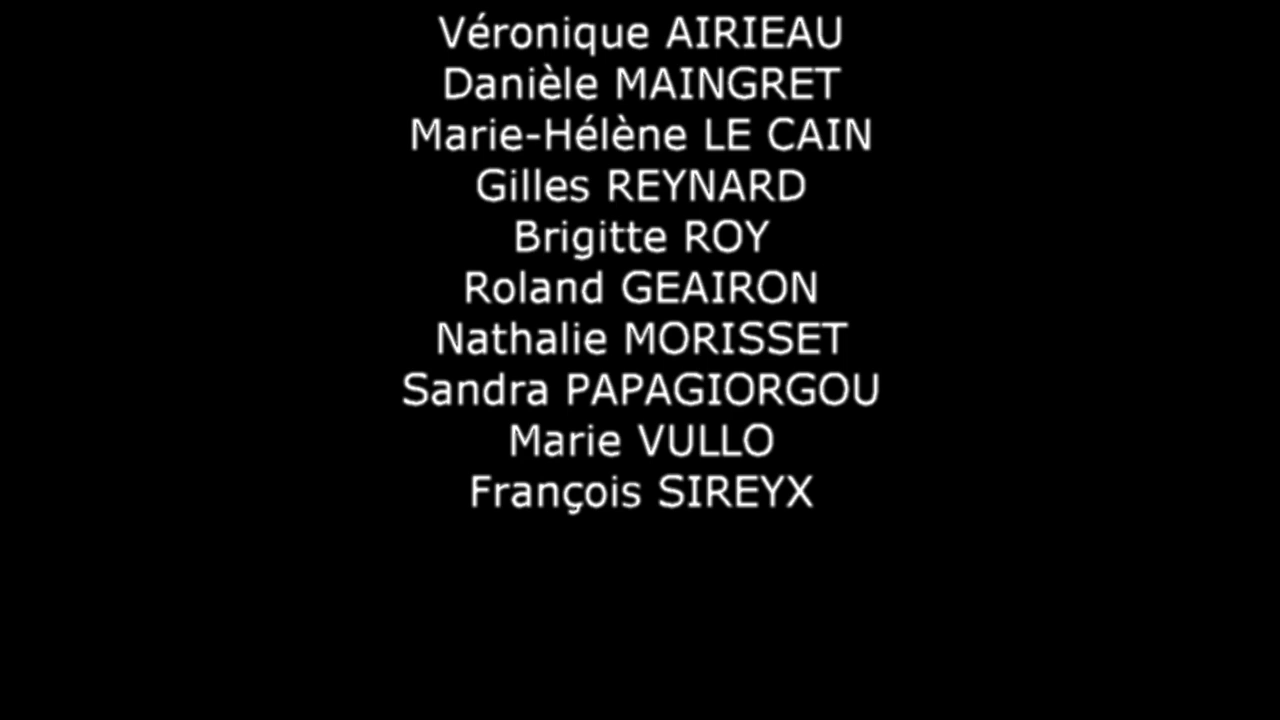 Véronique AIRIEAU
Danièle MAINGRET
Marie-Hélène LE CAIN
Gilles REYNARD
Brigitte ROY
Roland GEAIRON
Nathalie MORISSET
Sandra PAPAGIORGOU
Marie VULLO
François SIREYX